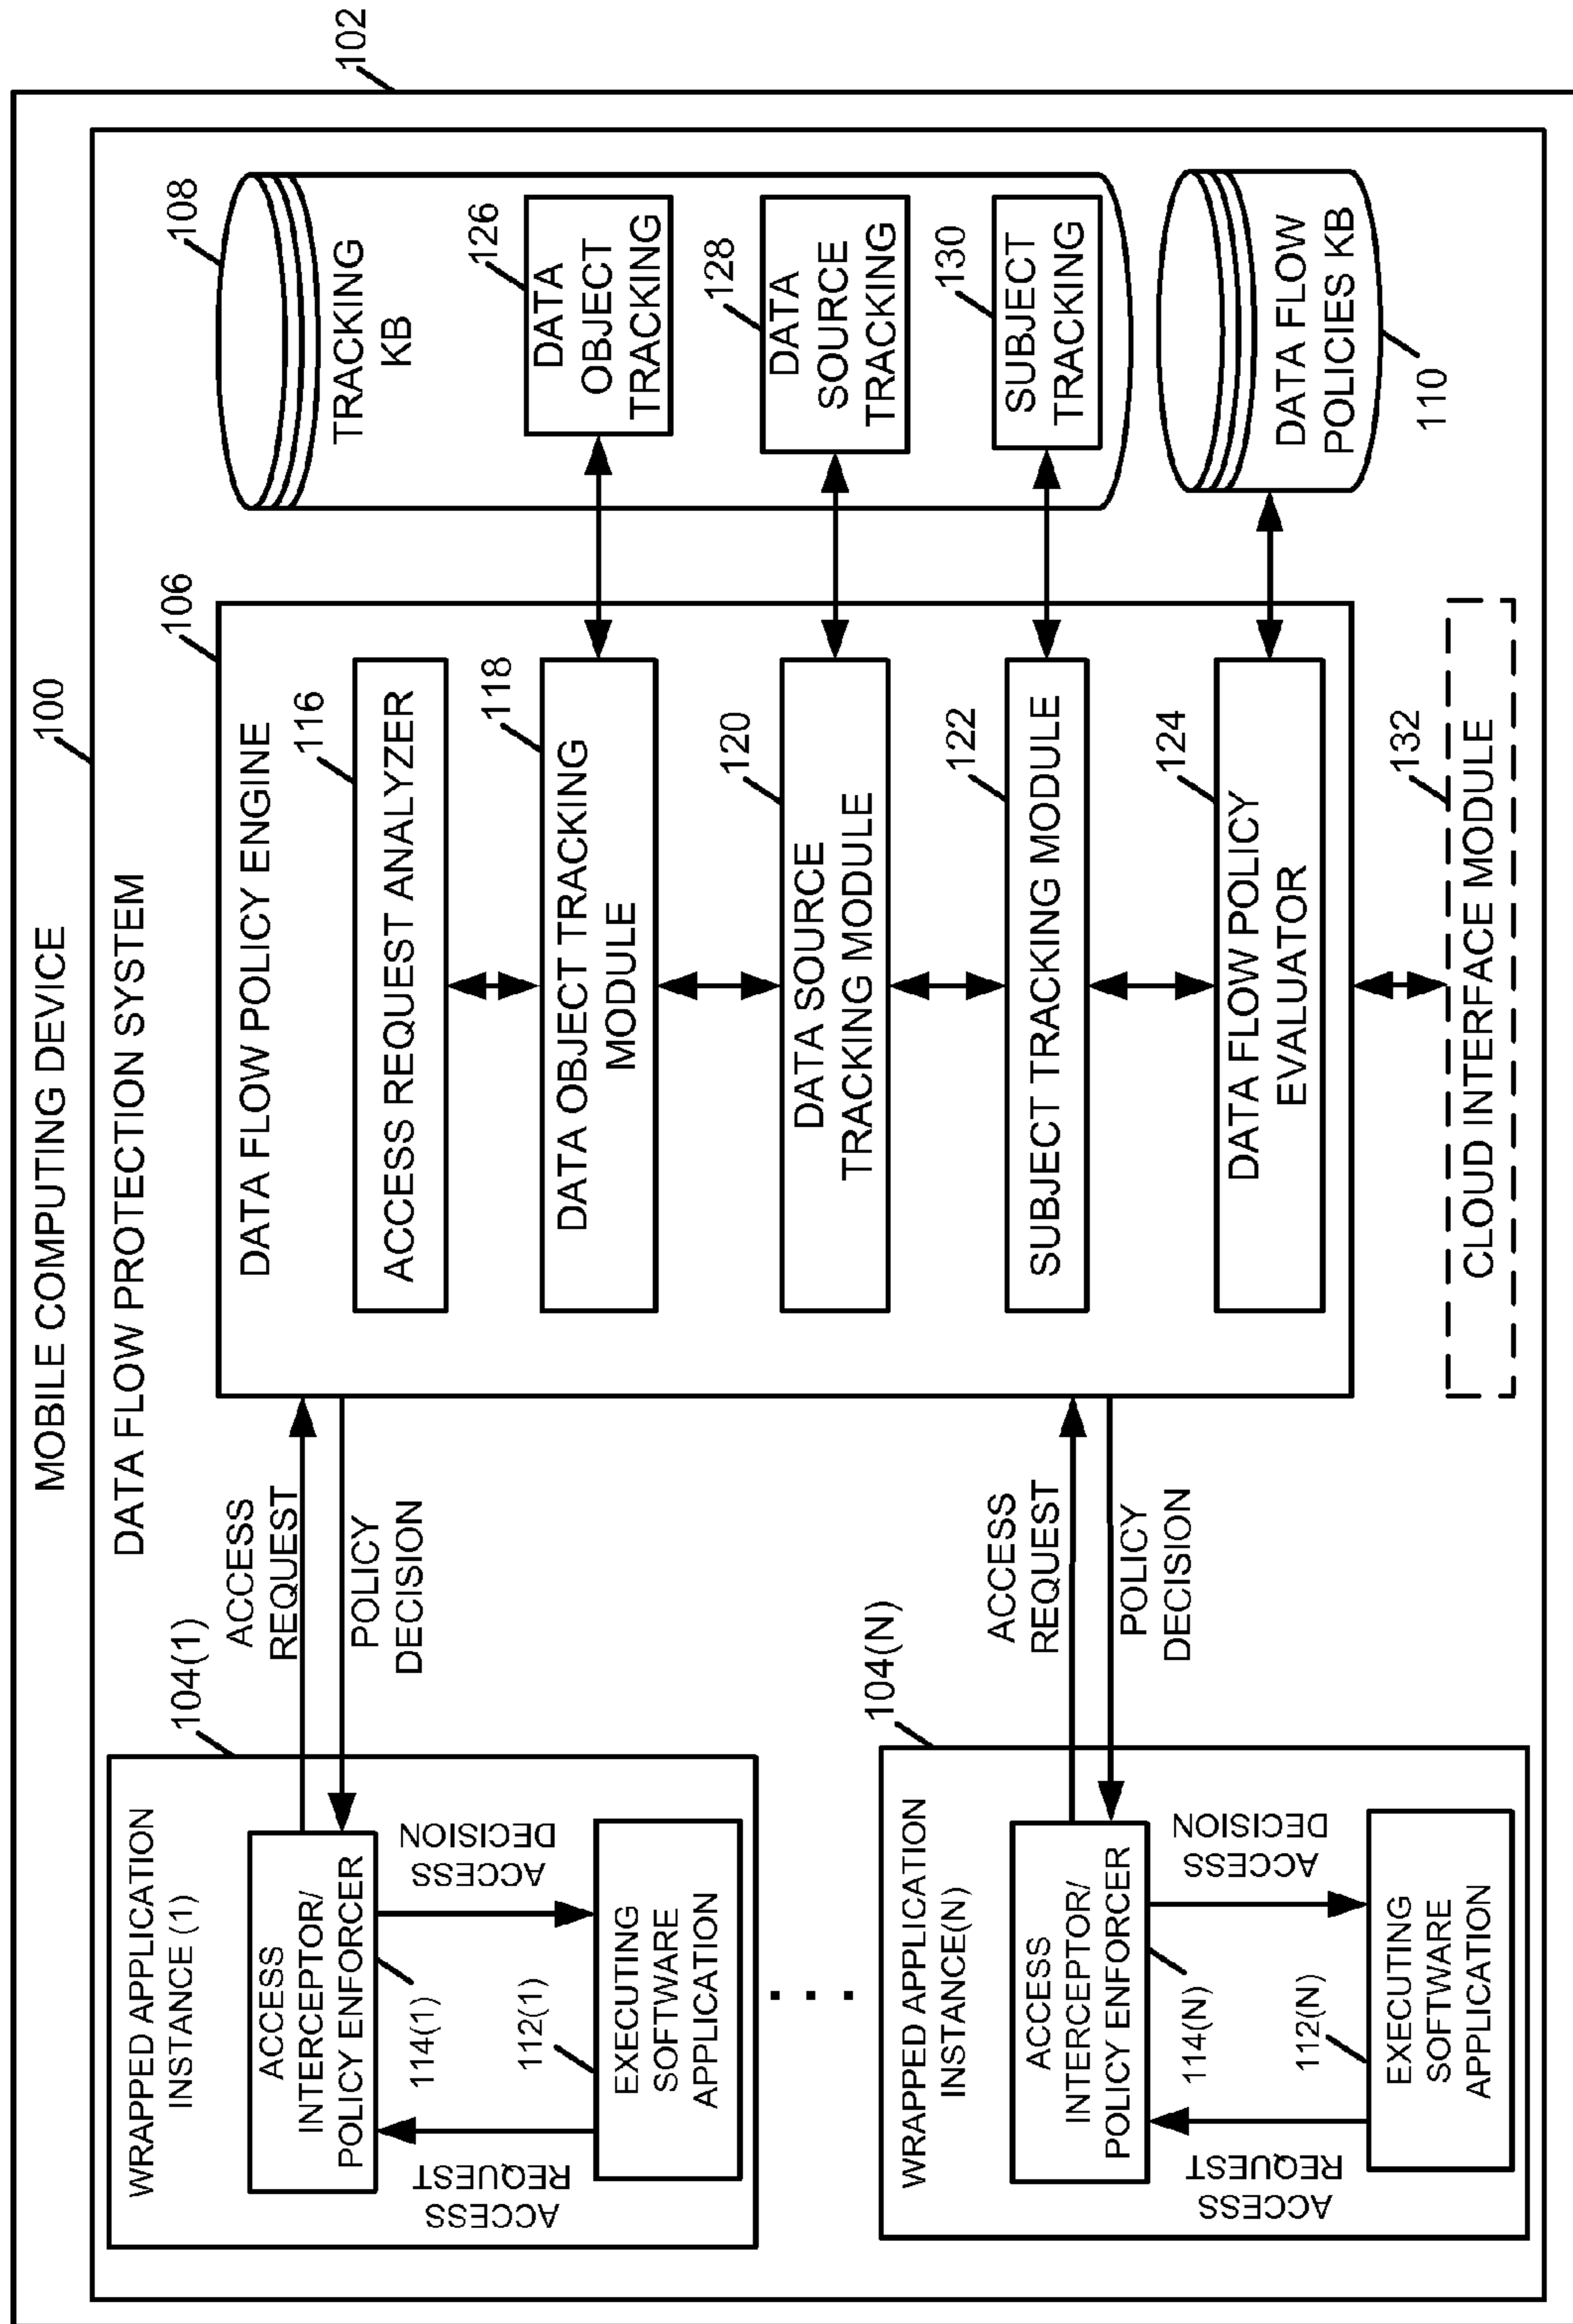 MOBILE COMPUTING DEVICE
102
100
DATA FLOW PROTECTION SYSTEM
WRAPPED APPLICATION
INSTANCE (1)
104(1)
ACCESS
INTERCEPTOR/
POLICY ENFORCER
114(1)
ACCESS
REQUEST
ACCESS
DECISION
112(1)
EXECUTING
SOFTWARE
APPLICATION
ACCESS
REQUEST
POLICY
DECISION
WRAPPED APPLICATION
INSTANCE(N)
104(N)
ACCESS
INTERCEPTOR/
POLICY ENFORCER
114(N)
ACCESS
REQUEST
ACCESS
DECISION
112(N)
EXECUTING
SOFTWARE
APPLICATION
ACCESS
REQUEST
POLICY
DECISION
106
DATA FLOW POLICY ENGINE
116
ACCESS REQUEST ANALYZER
118
DATA OBJECT TRACKING
MODULE
120
DATA SOURCE
TRACKING MODULE
122
SUBJECT TRACKING MODULE
124
DATA FLOW POLICY
EVALUATOR
132
CLOUD INTERFACE MODULE
108
TRACKING
KB
126
DATA
OBJECT
TRACKING
128
DATA
SOURCE
TRACKING
130
SUBJECT
TRACKING
DATA FLOW
POLICIES KB
110